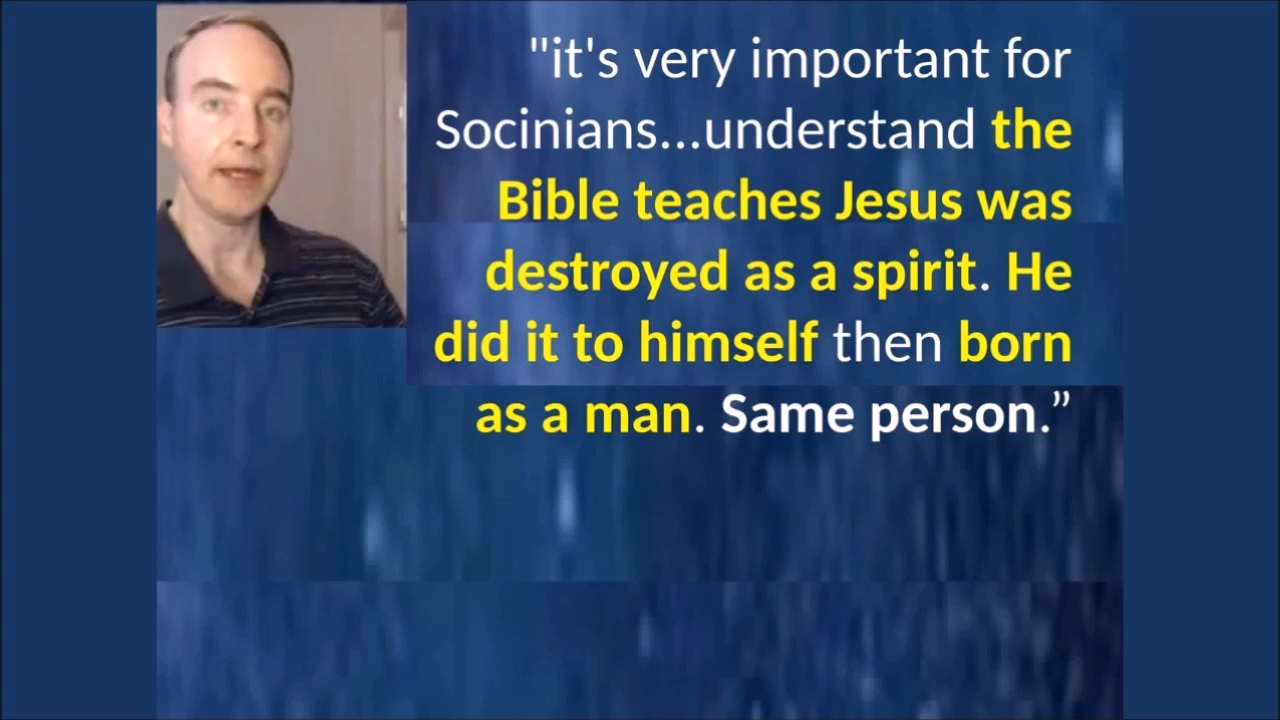 "it's very important for
Socinians...understand the
Bible teaches Jesus was
destroyed as a spirit. He
did it to himself then born
as a man. Same person.”